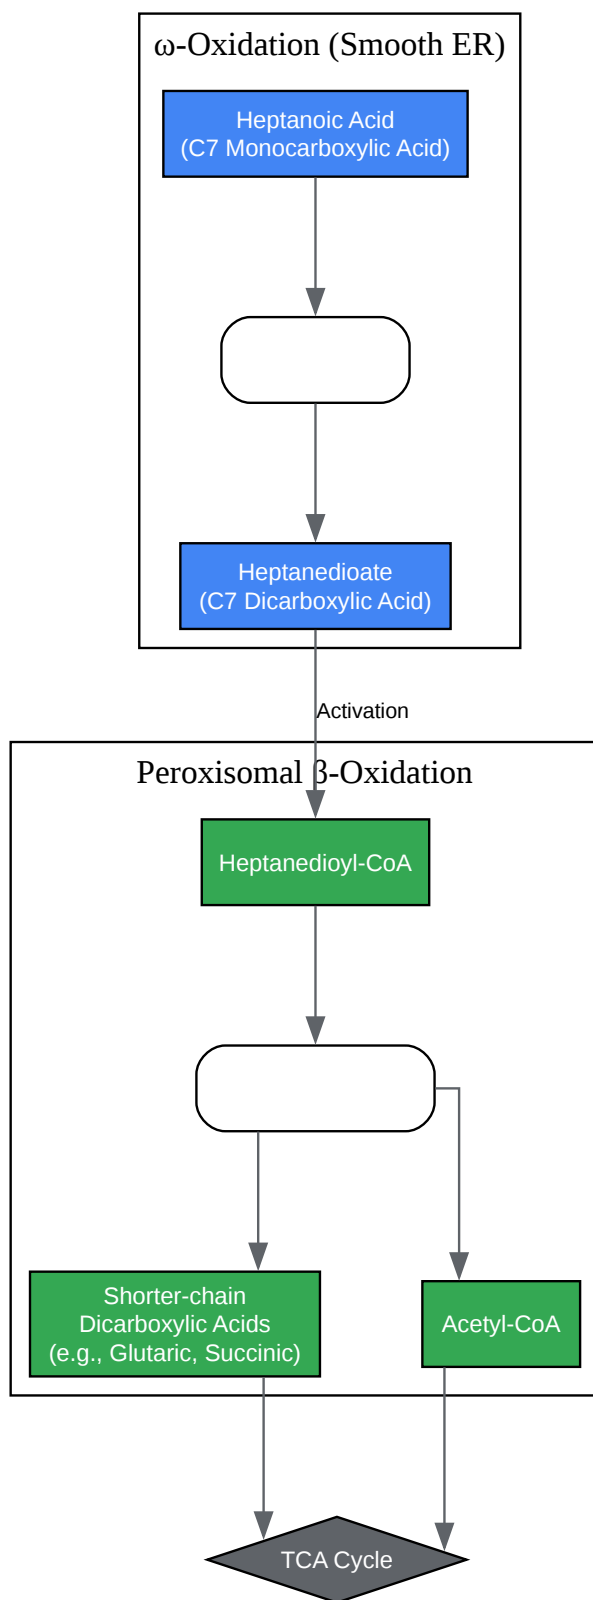 ω-Oxidation (Smooth ER)
Heptanoic Acid
(C7 Monocarboxylic Acid)
Heptanedioate
(C7 Dicarboxylic Acid)
Activation
Peroxisomal β-Oxidation
Heptanedioyl-CoA
Shorter-chain
Dicarboxylic Acids
(e.g., Glutaric, Succinic)
Acetyl-CoA
TCA Cycle